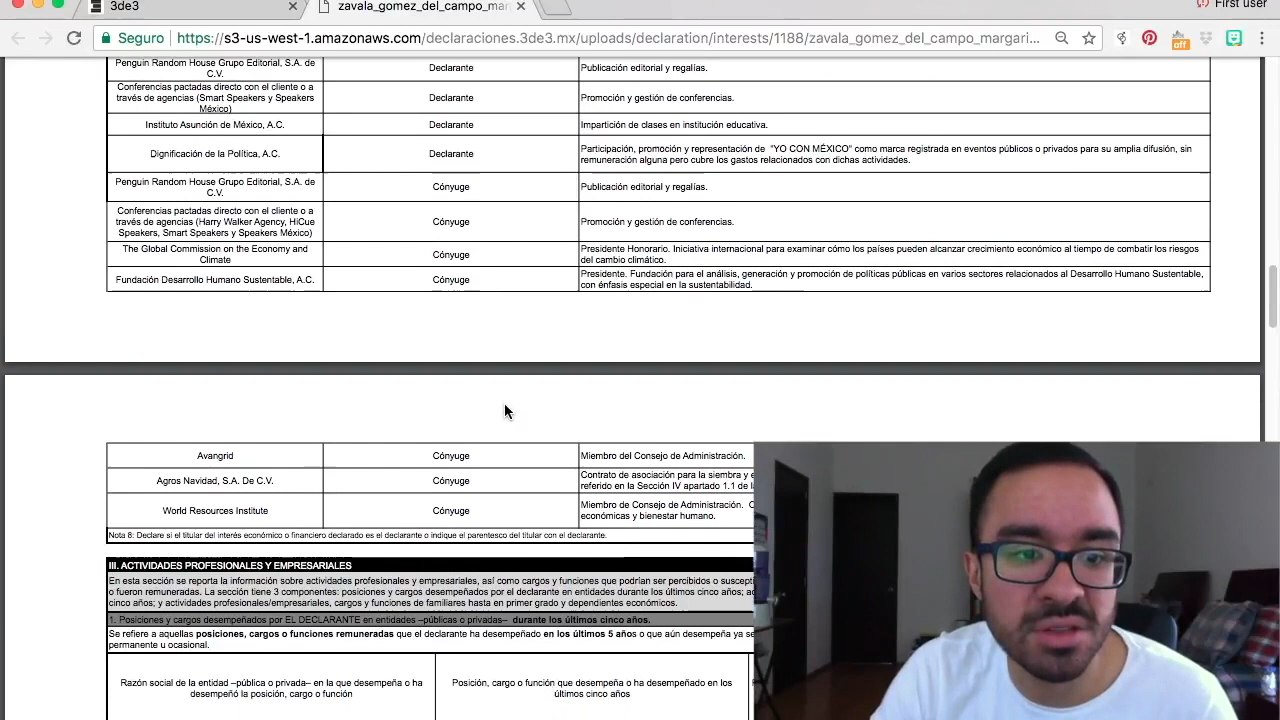 3de3
zavala_gomez_del_campo_mar
First user
Seguro
https://s3-us-west-1.amazonaws.com/declaraciones.3de3.mx/uploads/declaration/interests/1188/zavala_gomez_del_campo_margari...
off
Penguin Random House Grupo Editorial, S.A. de
C.V.
Declarante
Publicación editorial y regalías.
Conferencias pactadas directo con el cliente o a
través de agencias (Smart Speakers y Speakers
México)
Declarante
Promoción y gestión de conferencias.
Instituto Asunción de México, A.C.
Declarante
Impartición de clases en institución educativa.
Dignificación de la Política, A.C.
Declarante
Participación, promoción y representación de "YO CON MÉXICO" como marca registrada en eventos públicos o privados para su amplia difusión, sin
remuneración alguna pero cubre los gastos relacionados con dichas actividades.
Penguin Random House Grupo Editorial, S.A. de
C.V.
Cónyuge
Publicación editorial y regalías.
Conferencias pactadas directo con el cliente o a
través de agencias (Harry Walker Agency, HiCue
Speakers, Smart Speakers y Speakers México)
Cónyuge
Promoción y gestión de conferencias.
The Global Commission on the Economy and
Climate
Cónyuge
Presidente Honorario. Iniciativa internacional para examinar cómo los países pueden alcanzar crecimiento económico al tiempo de combatir los riesgos
del cambio climático.
Fundación Desarrollo Humano Sustentable, A.C.
Cónyuge
Presidente. Fundación para el análisis, generación y promoción de políticas públicas en varios sectores relacionados al Desarrollo Humano Sustentable,
con énfasis especial en la sustentabilidad.
Avangrid
Cónyuge
Miembro del Consejo de Administración.
Agros Navidad, S.A. De C.V.
Cónyuge
Contrato de asociación para la siembra y e
referido en la Sección IV apartado 1.1 de l
World Resources Institute
Cónyuge
Miembro de Consejo de Administración. C
económicas y bienestar humano.
Nota 8: Declare si el titular del interés económico o financiero declarado es el declarante o indique el parentesco del titular con el declarante.
III. ACTIVIDADES PROFESIONALES Y EMPRESARIALES
En esta sección se reporta la información sobre actividades profesionales y empresariales, así como cargos y funciones que podrían ser percibidos o suscept
o fueron remuneradas. La sección tiene 3 componentes: posiciones y cargos desempeñados por el declarante en entidades durante los últimos cinco años; ac
cinco años; y actividades profesionales/empresariales, cargos y funciones de familiares hasta en primer grado y dependientes económicos.
1. Posiciones y cargos desempeñados por EL DECLARANTE en entidades –públicas o privadas– durante los últimos cinco años.
Se refiere a aquellas posiciones, cargos o funciones remuneradas que el declarante ha desempeñado en los últimos 5 años o que aún desempeña ya se
permanente u ocasional.
Razón social de la entidad –pública o privada– en la que desempeña o ha
desempeñó la posición, cargo o función
Posición, cargo o función que desempeña o ha desempeñado en los
últimos cinco años